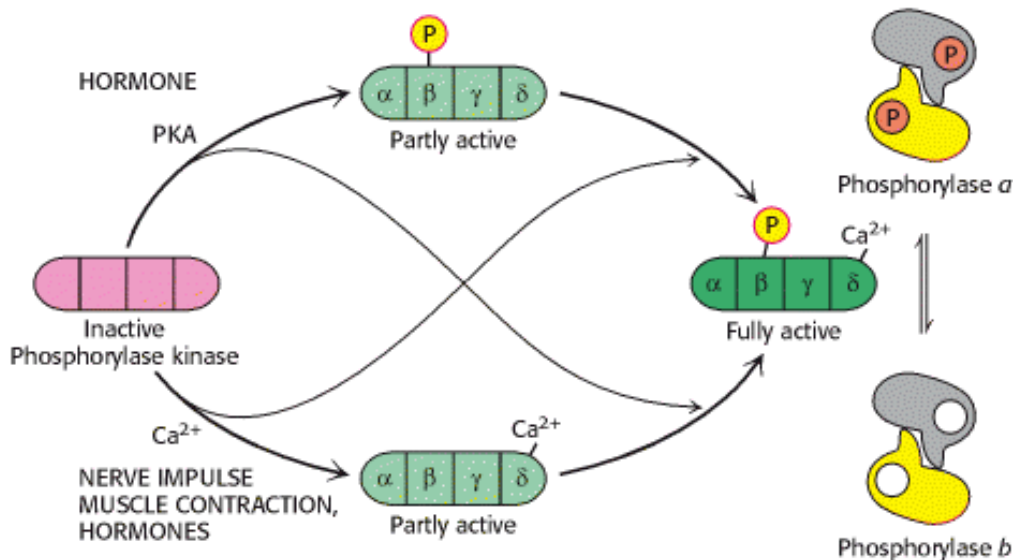 HORMONE
PKA
P
α β γ δ
Partly active
Inactive
Phosphorylase kinase
Ca²⁺
NERVE IMPULSE
MUSCLE CONTRACTION,
HORMONES
Ca²⁺
α β γ δ
Partly active
P
Ca²⁺
α β γ δ
Fully active
P
P
Phosphorylase a
Phosphorylase b